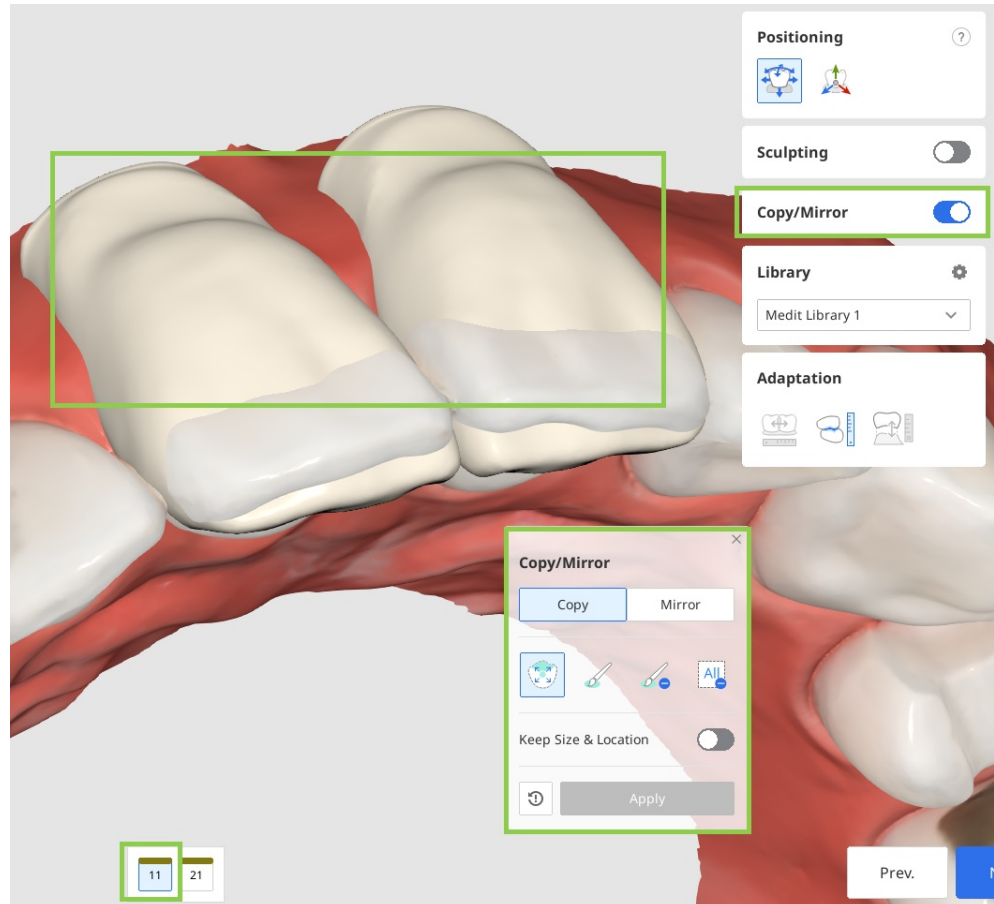 Positioning
?
Sculpting
Copy/Mirror
Library
Medit Library 1
Adaptation
Copy/Mirror
Copy Mirror
All
Keep Size & Location
Apply
11 21
Prev.